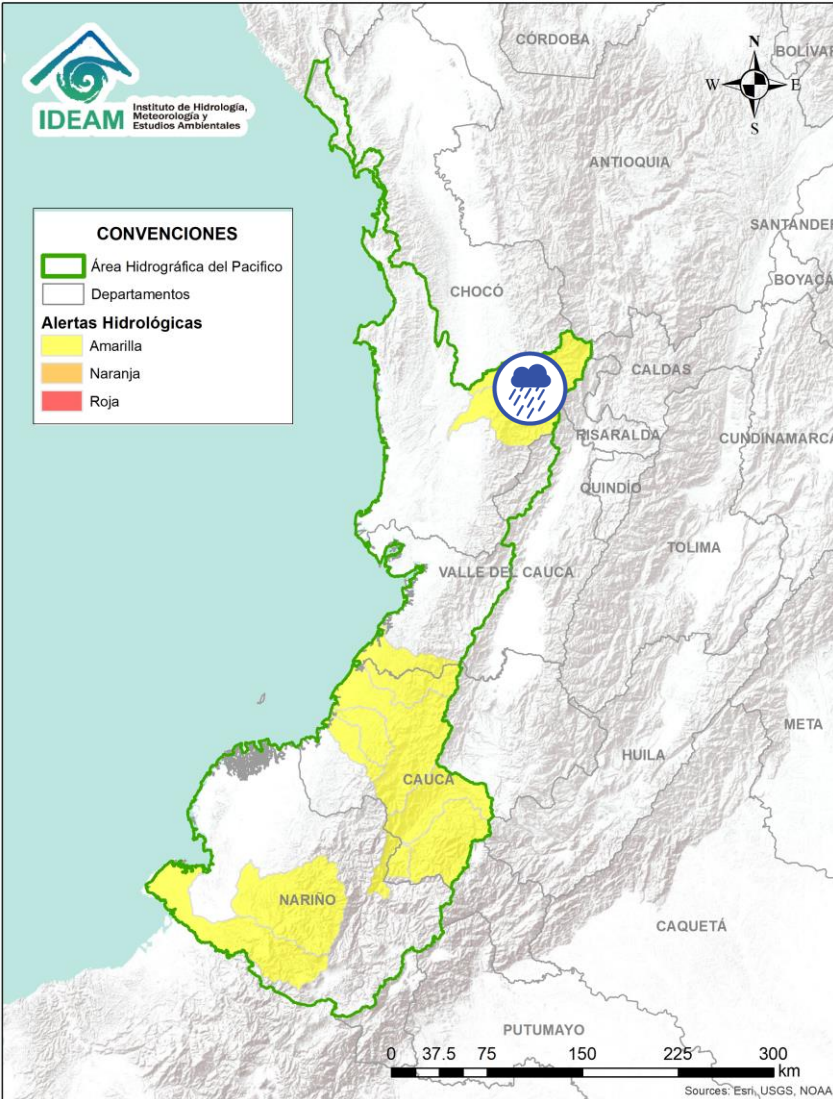 IDEAM
Instituto de Hidrología,
Meteorología y
Estudios Ambientales
N
W
E
S
CÓRDOBA
BOLÍVAR
ANTIOQUIA
SANTANDER
BOYACÁ
CONVENCIONES
Área Hidrográfica del Pacifico
Departamentos
Alertas Hidrológicas
Amarilla
Naranja
Roja
CHOCÓ
CALDAS
RISARALDA
CUNDINAMARCA
QUINDÍO
TOLIMA
VALLE DEL CAUCA
META
HUILA
CAUCA
NARIÑO
CAQUETÁ
PUTUMAYO
0 37.5 75 150 225 300
km
Sources: Esri, USGS, NOAA